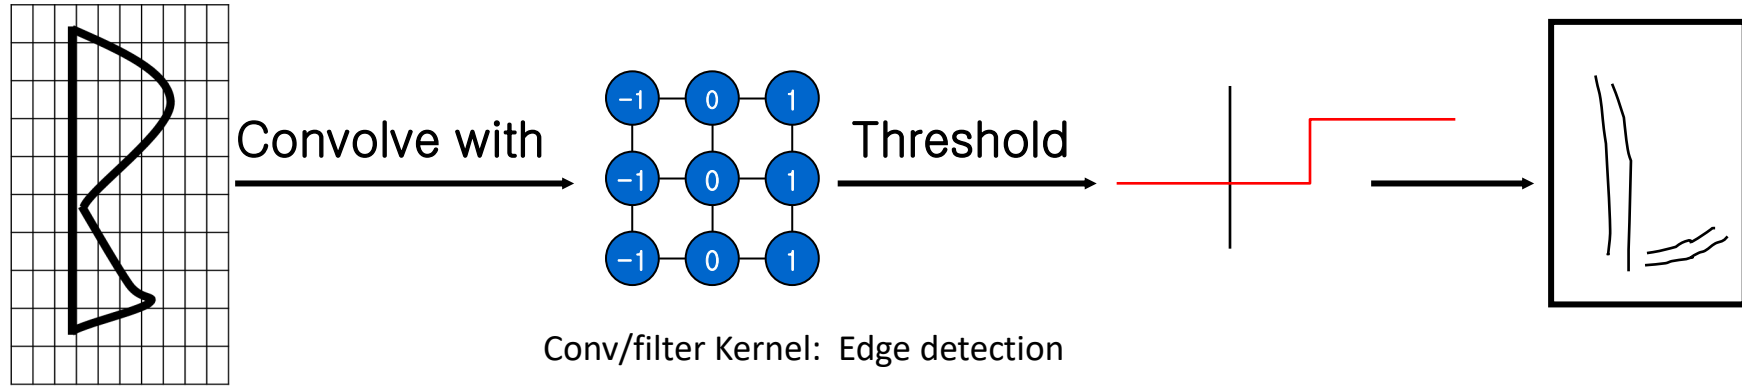 Convolve with
-1 0 1
-1 0 1
-1 0 1
Threshold
Conv/filter Kernel: Edge detection